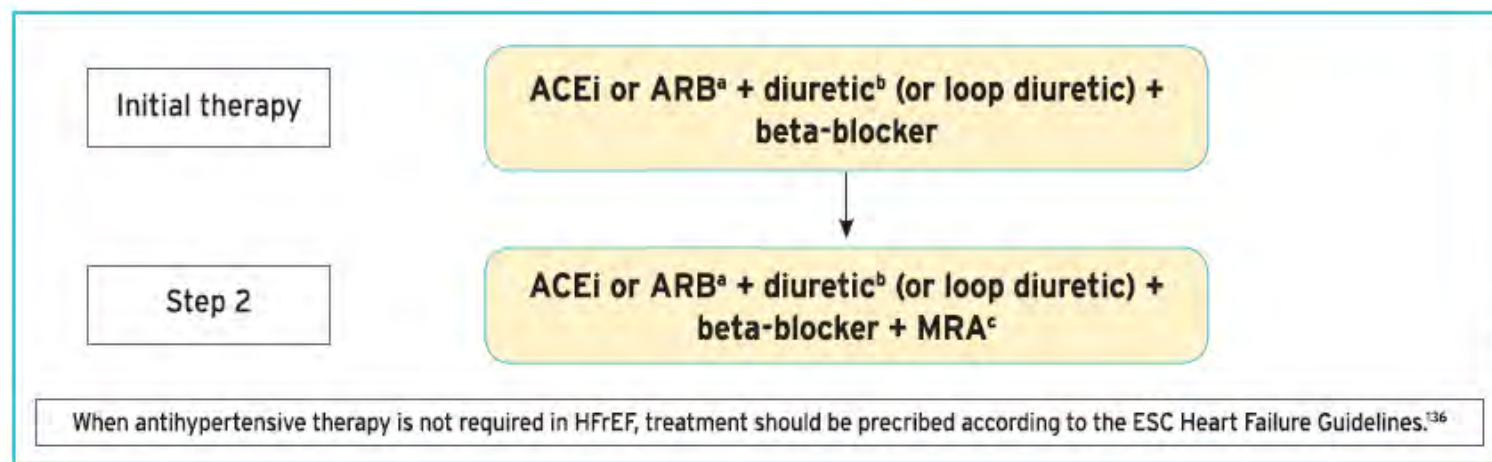 Initial therapy
ACEi or ARBᵃ + diureticᵇ (or loop diuretic) +
beta-blocker
Step 2
ACEi or ARBᵃ + diureticᵇ (or loop diuretic) +
beta-blocker + MRAᶜ
When antihypertensive therapy is not required in HFrEF, treatment should be precribed according to the ESC Heart Failure Guidelines.¹³⁶